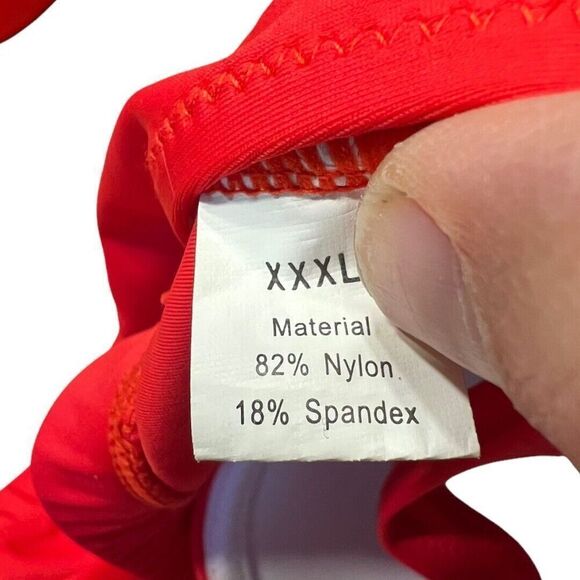 XXXL
Material
82% Nylon
18% Spandex